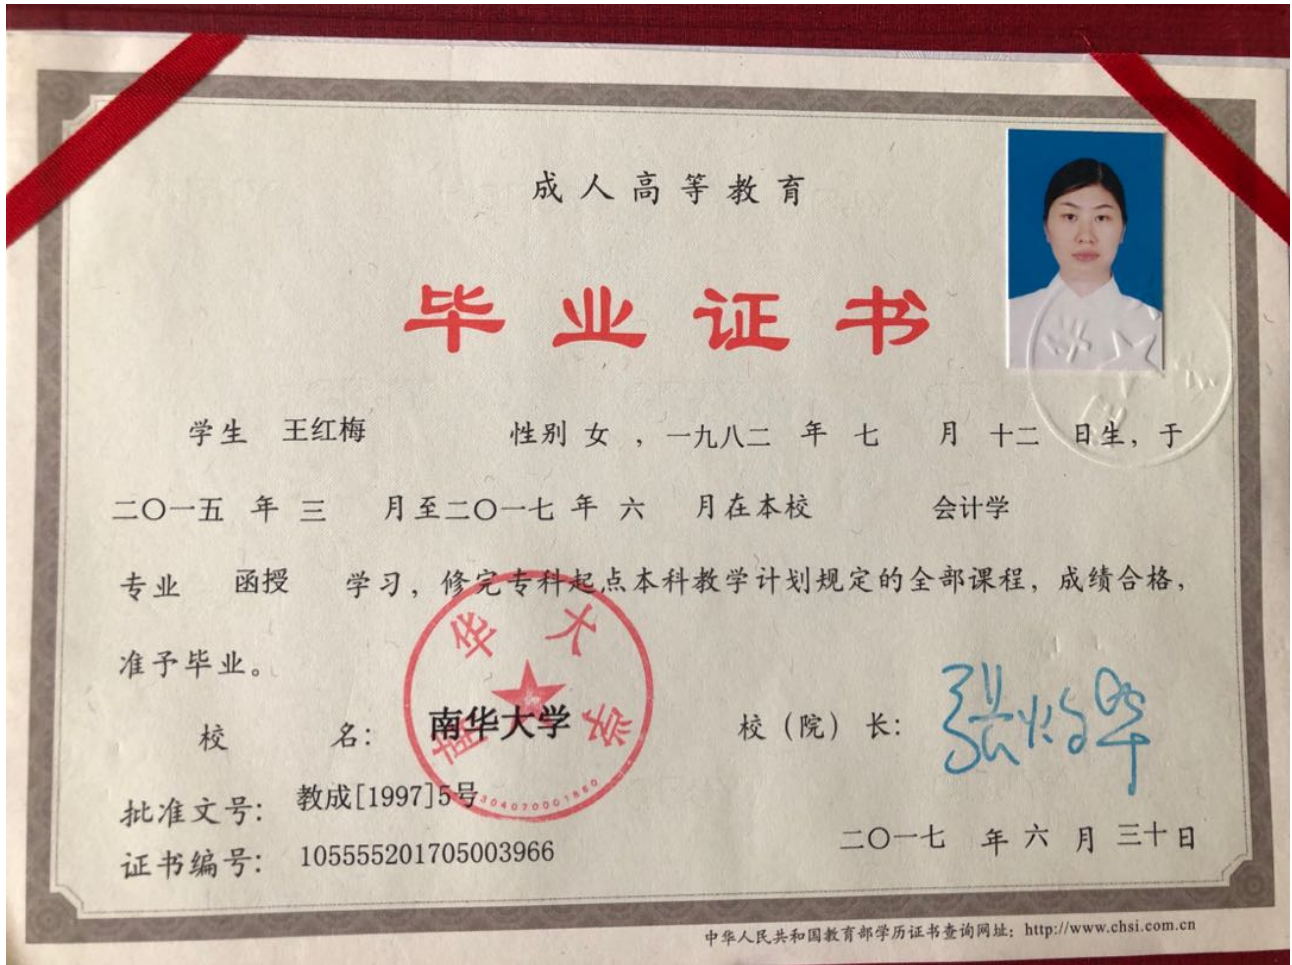 成人高等教育
毕业证书
学生 王红梅 性别 女 ，一九八二 年 七 月 十二 日生，于
二〇一五 年 三 月至二〇一七 年 六 月在本校 会计学
专业 函授 学习，修完专科起点本科教学计划规定的全部课程，成绩合格，
准予毕业。
南华大学
校 名： 南华大学 校（院）长：
批准文号： 教成[1997]5号
证书编号： 105555201705003966
二〇一七 年 六 月 三十日
中华人民共和国教育部学历证书查询网址：http://www.chsi.com.cn